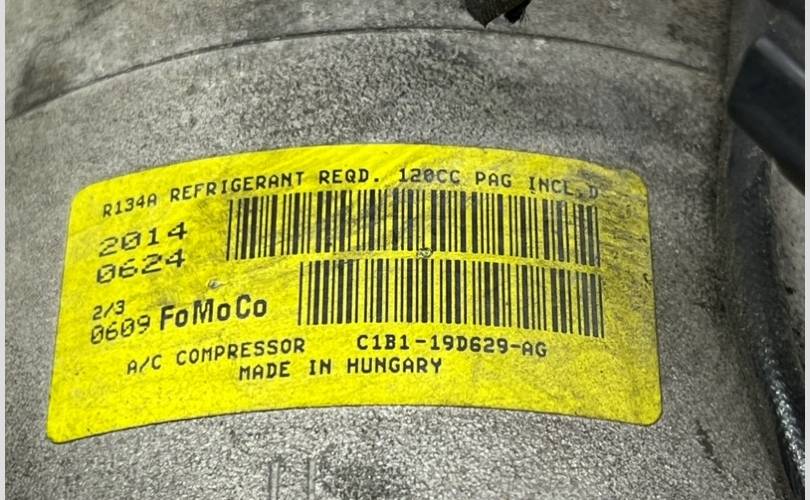 R134A REFRIGERANT REQD. 120CC PAG INCL.D
2014
0624
2/3
0609 FoMoCo
A/C COMPRESSOR C1B1-19D629-AG
MADE IN HUNGARY